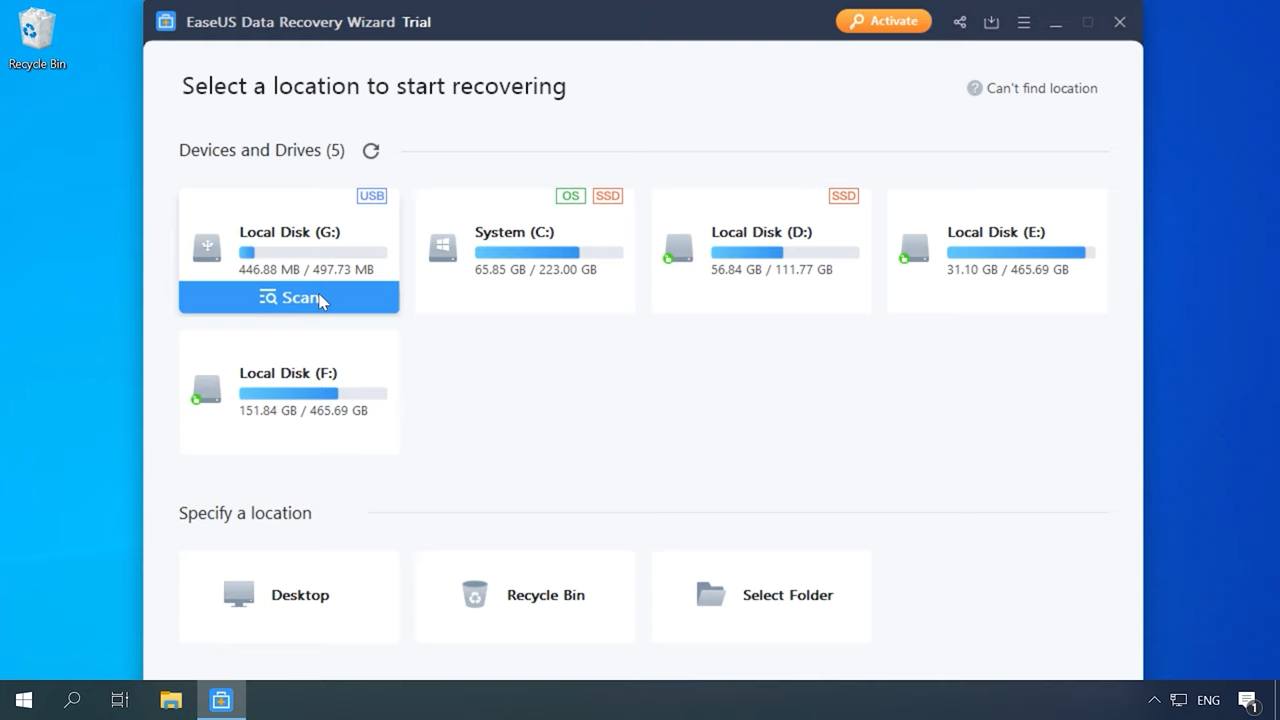 Recycle Bin
EaseUS Data Recovery Wizard Trial
Activate
Select a location to start recovering
Can't find location
Devices and Drives (5)
USB
Local Disk (G:)
446.88 MB / 497.73 MB
Scan
OS
SSD
System (C:)
65.85 GB / 223.00 GB
SSD
Local Disk (D:)
56.84 GB / 111.77 GB
Local Disk (E:)
31.10 GB / 465.69 GB
Local Disk (F:)
151.84 GB / 465.69 GB
Specify a location
Desktop
Recycle Bin
Select Folder
ENG
1